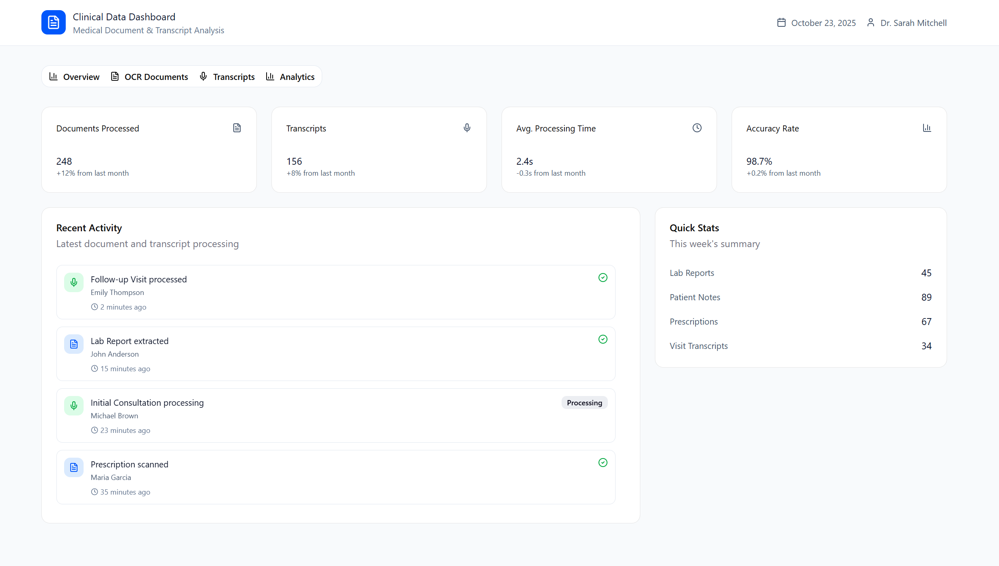 Clinical Data Dashboard
Medical Document & Transcript Analysis
October 23, 2025
Dr. Sarah Mitchell
Overview
OCR Documents
Transcripts
Analytics
Documents Processed
248
+12% from last month
Transcripts
156
+8% from last month
Avg. Processing Time
2.4s
-0.3s from last month
Accuracy Rate
98.7%
+0.2% from last month
Recent Activity
Latest document and transcript processing
Follow-up Visit processed
Emily Thompson
2 minutes ago
Lab Report extracted
John Anderson
15 minutes ago
Initial Consultation processing
Processing
Michael Brown
23 minutes ago
Prescription scanned
Maria Garcia
35 minutes ago
Quick Stats
This week's summary
Lab Reports 45
Patient Notes 89
Prescriptions 67
Visit Transcripts 34